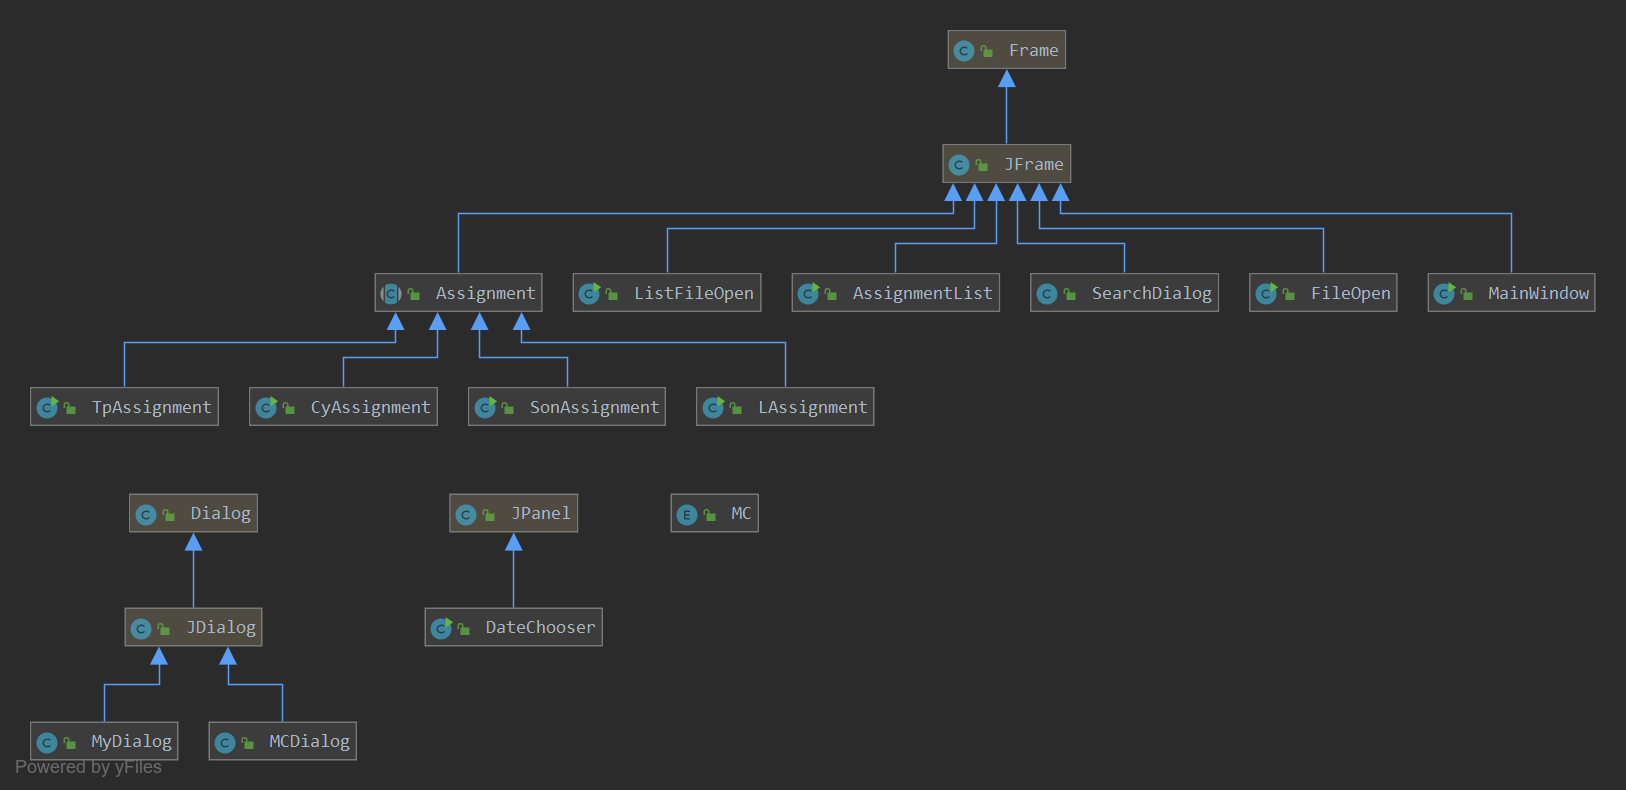 Frame
JFrame
Assignment
ListFileOpen
AssignmentList
SearchDialog
FileOpen
MainWindow
TpAssignment
CyAssignment
SonAssignment
LAssignment
Dialog
JPanel
E MC
JDialog
DateChooser
MyDialog
MCDialog
Powered by yFiles